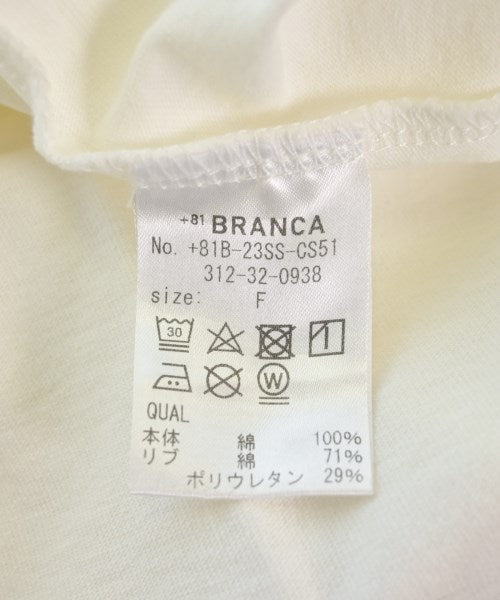 +81 BRANCA
No. +81B-23SS-CS51
312-32-0938
size: F
30
W
QUAL
本体 綿 100%
リブ 綿 71%
ポリウレタン 29%